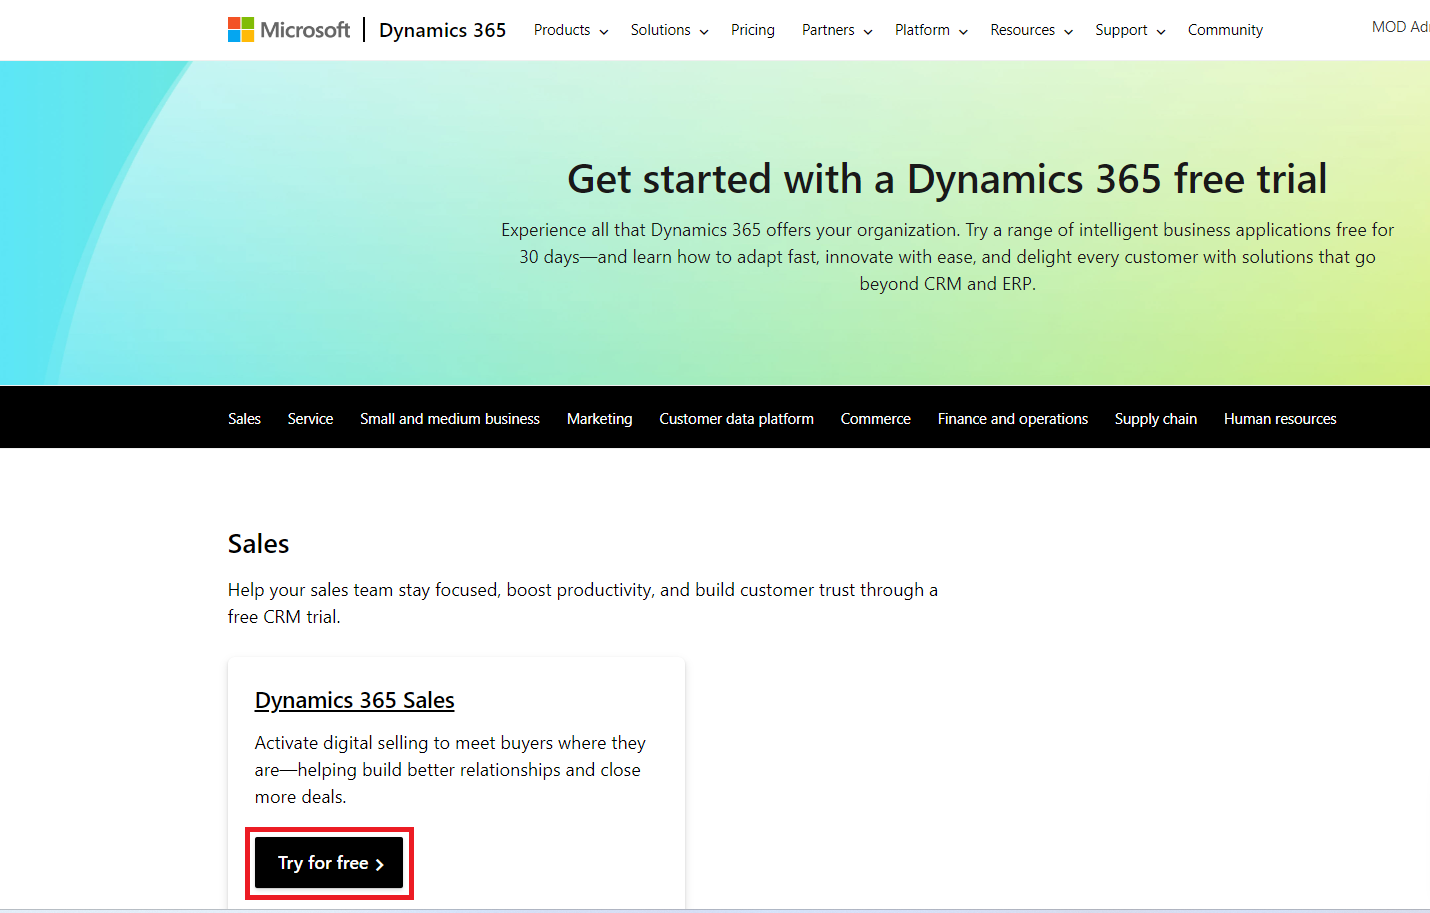 Microsoft | Dynamics 365 Products Solutions Pricing Partners Platform Resources Support Community MOD
Get started with a Dynamics 365 free trial
Experience all that Dynamics 365 offers your organization. Try a range of intelligent business applications free for
30 days—and learn how to adapt fast, innovate with ease, and delight every customer with solutions that go
beyond CRM and ERP.
Sales Service Small and medium business Marketing Customer data platform Commerce Finance and operations Supply chain Human resources
Sales
Help your sales team stay focused, boost productivity, and build customer trust through a
free CRM trial.
Dynamics 365 Sales
Activate digital selling to meet buyers where they
are—helping build better relationships and close
more deals.
Try for free